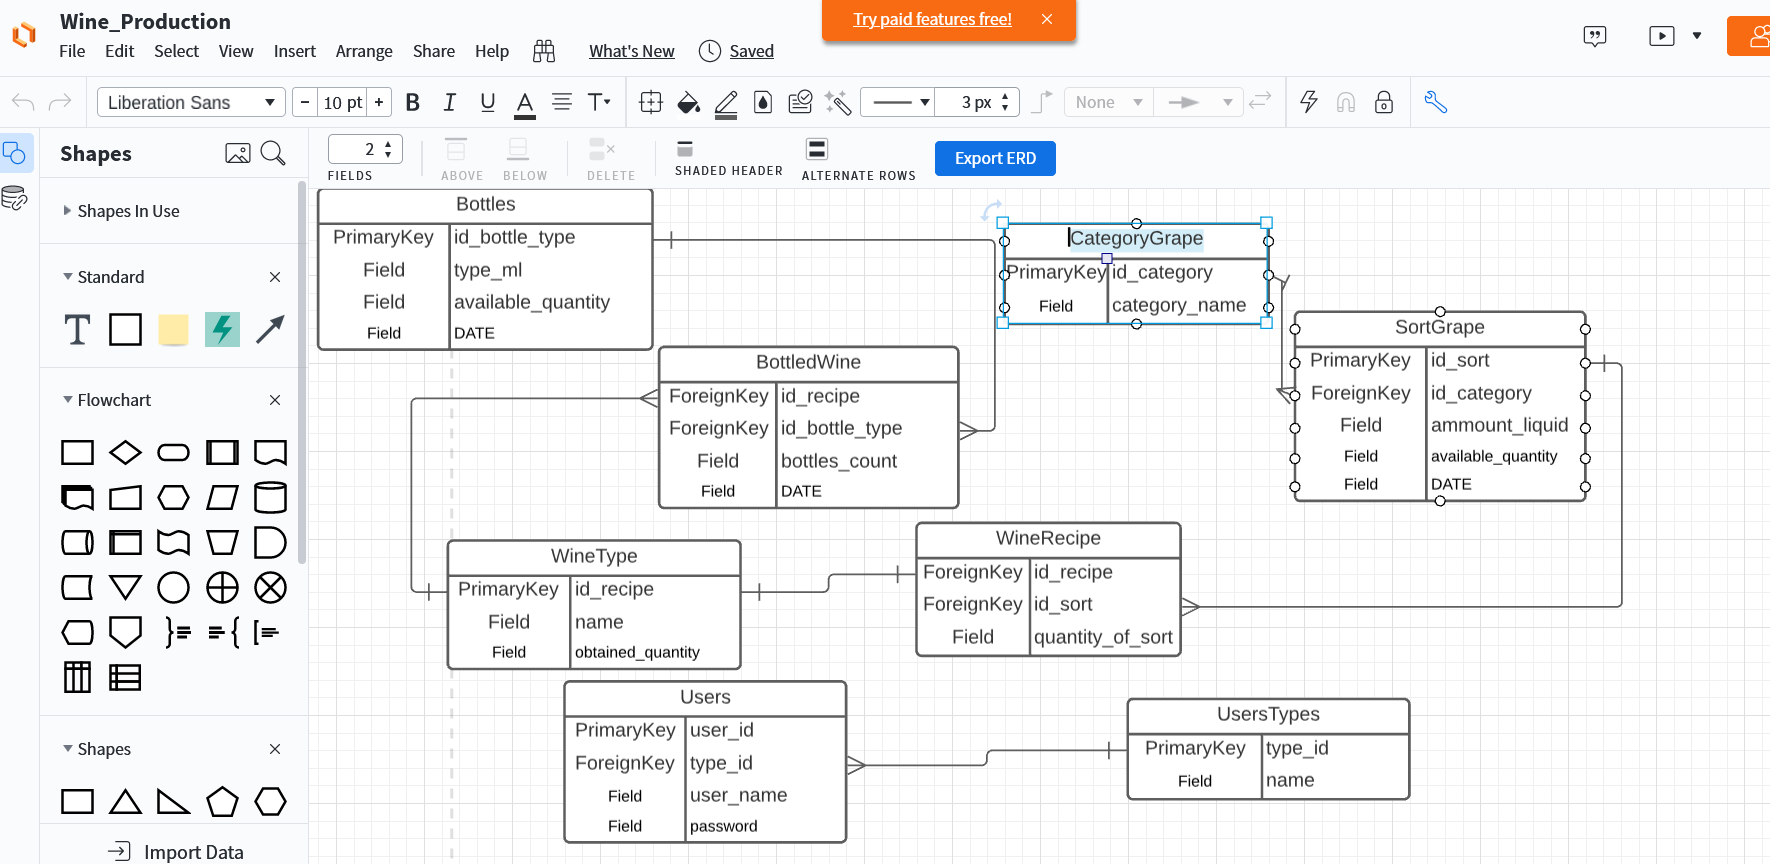 Wine_Production
Try paid features free! ×
File Edit Select View Insert Arrange Share Help What's New Saved
Liberation Sans − 10 pt + B I U A T 3 px None
Shapes
2
FIELDS
ABOVE BELOW DELETE SHADED HEADER ALTERNATE ROWS Export ERD
Shapes In Use
Standard ×
T
Flowchart ×
Shapes ×
Import Data
Bottles
PrimaryKey id_bottle_type
Field type_ml
Field available_quantity
Field DATE
CategoryGrape
PrimaryKey id_category
Field category_name
SortGrape
PrimaryKey id_sort
ForeignKey id_category
Field ammount_liquid
Field available_quantity
Field DATE
BottledWine
ForeignKey id_recipe
ForeignKey id_bottle_type
Field bottles_count
Field DATE
WineType
PrimaryKey id_recipe
Field name
Field obtained_quantity
WineRecipe
ForeignKey id_recipe
ForeignKey id_sort
Field quantity_of_sort
Users
PrimaryKey user_id
ForeignKey type_id
Field user_name
Field password
UsersTypes
PrimaryKey type_id
Field name